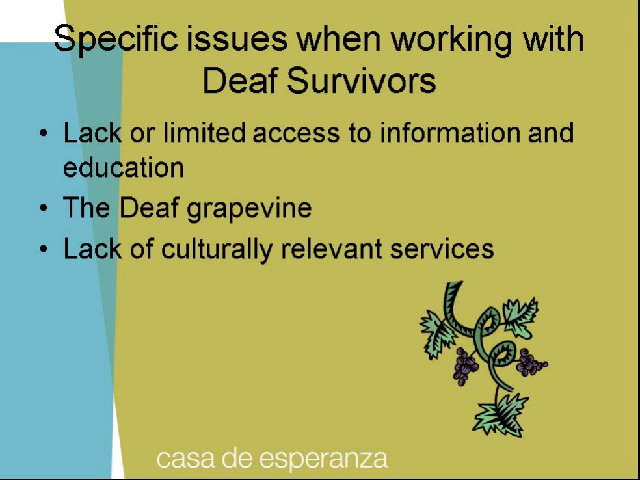 Specific issues when working with
Deaf Survivors
• Lack or limited access to information and
education
• The Deaf grapevine
• Lack of culturally relevant services
casa de esperanza